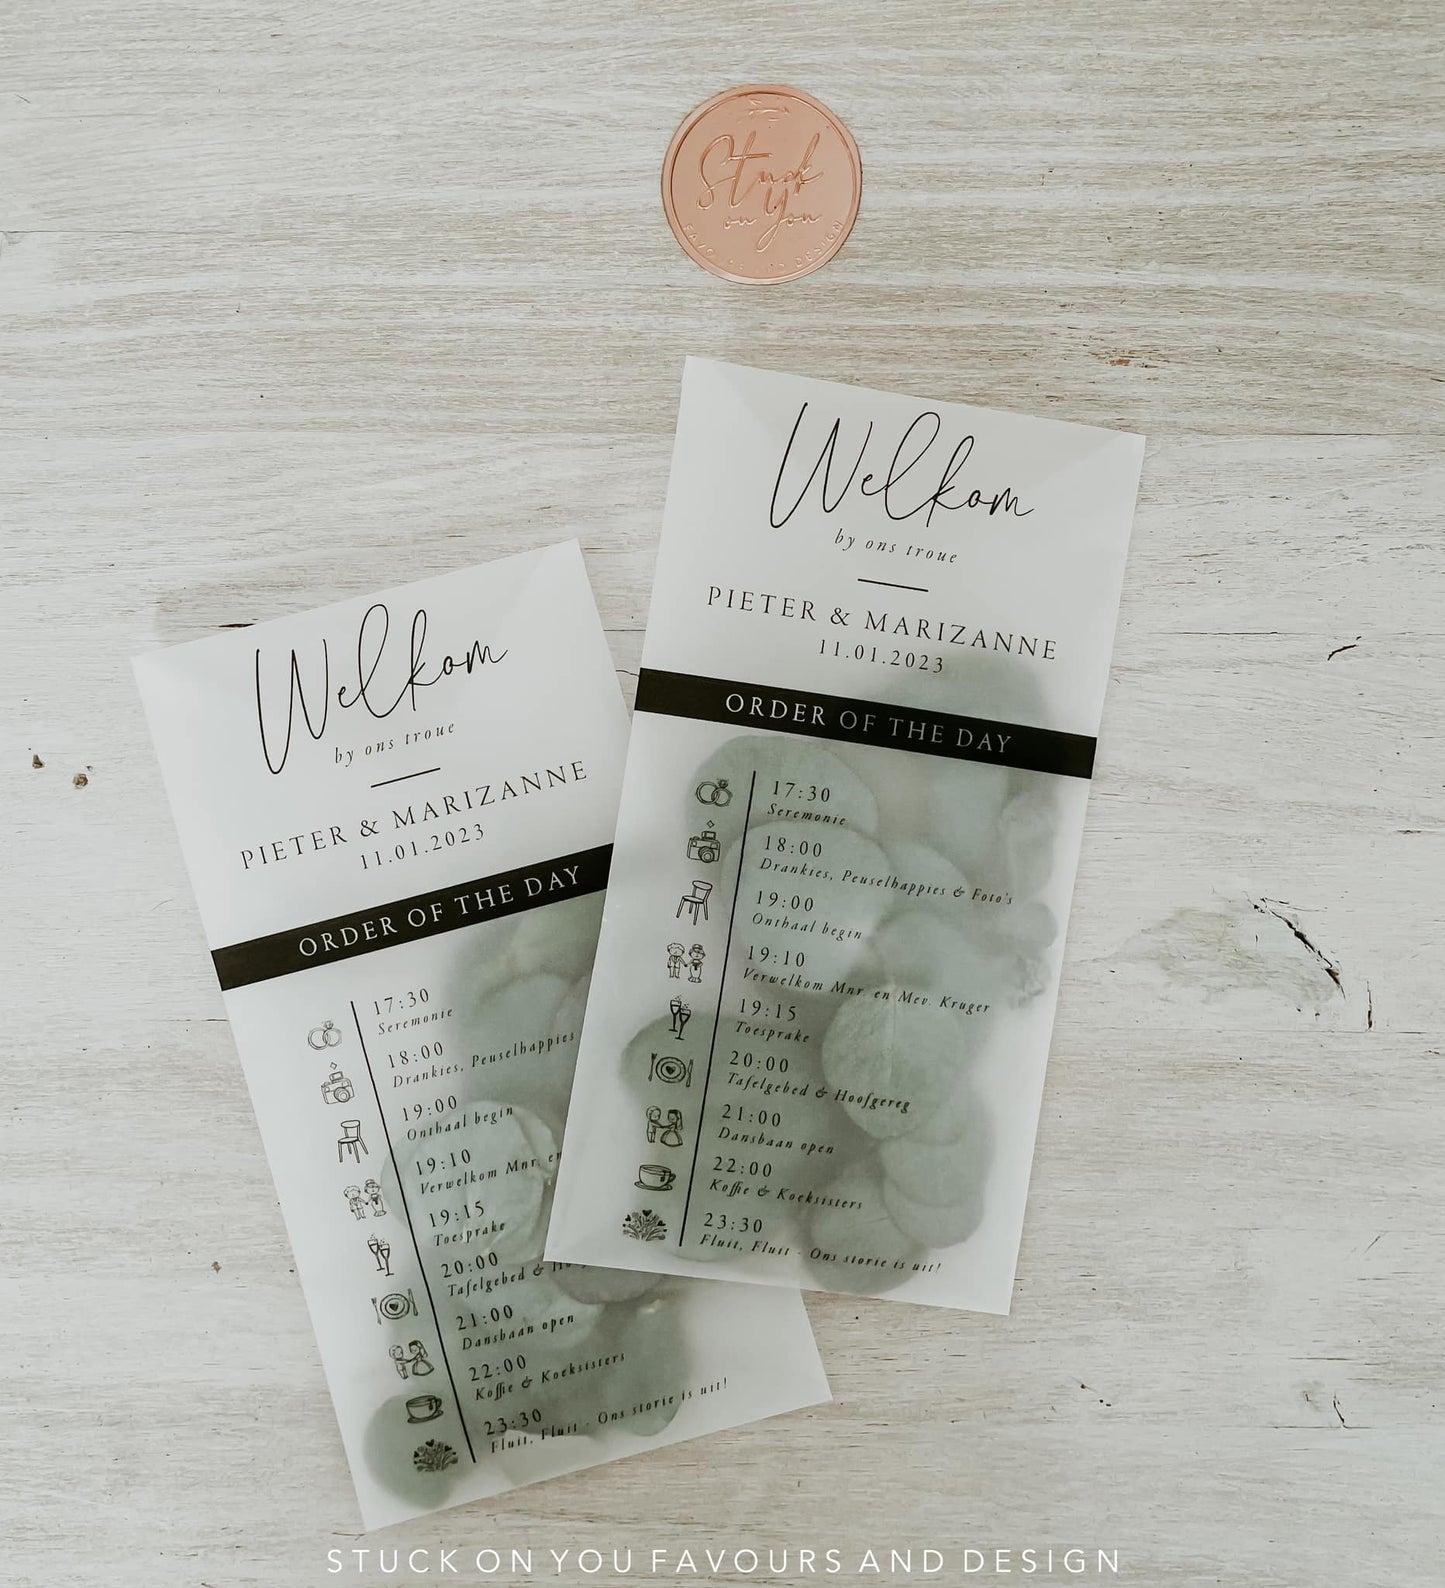 Stuck
on You
FAVOURS AND DESIGN
Welkom
by ons troue
PIETER & MARIZANNE
11.01.2023
ORDER OF THE DAY
17:30
Seremonie
18:00
Drankies, Peuselhappies & Foto's
19:00
Onthaal begin
19:10
Verwelkom Mnr. en Mev. Kruger
19:15
Toesprake
20:00
Tafelgebed & Hoofgereg
21:00
Dansbaan open
22:00
Koffie & Koeksisters
23:30
Fluit, Fluit - Ons storie is uit!
Welkom
by ons troue
PIETER & MARIZANNE
11.01.2023
ORDER OF THE DAY
17:30
Seremonie
18:00
Drankies, Peuselhappies
19:00
Onthaal begin
19:10
Verwelkom Mnr. en
19:15
Toesprake
20:00
Tafelgebed &
21:00
Dansbaan open
22:00
Koffie & Koeksisters
23:30
Fluit, Fluit - Ons storie is uit!
STUCK ON YOU FAVOURS AND DESIGN